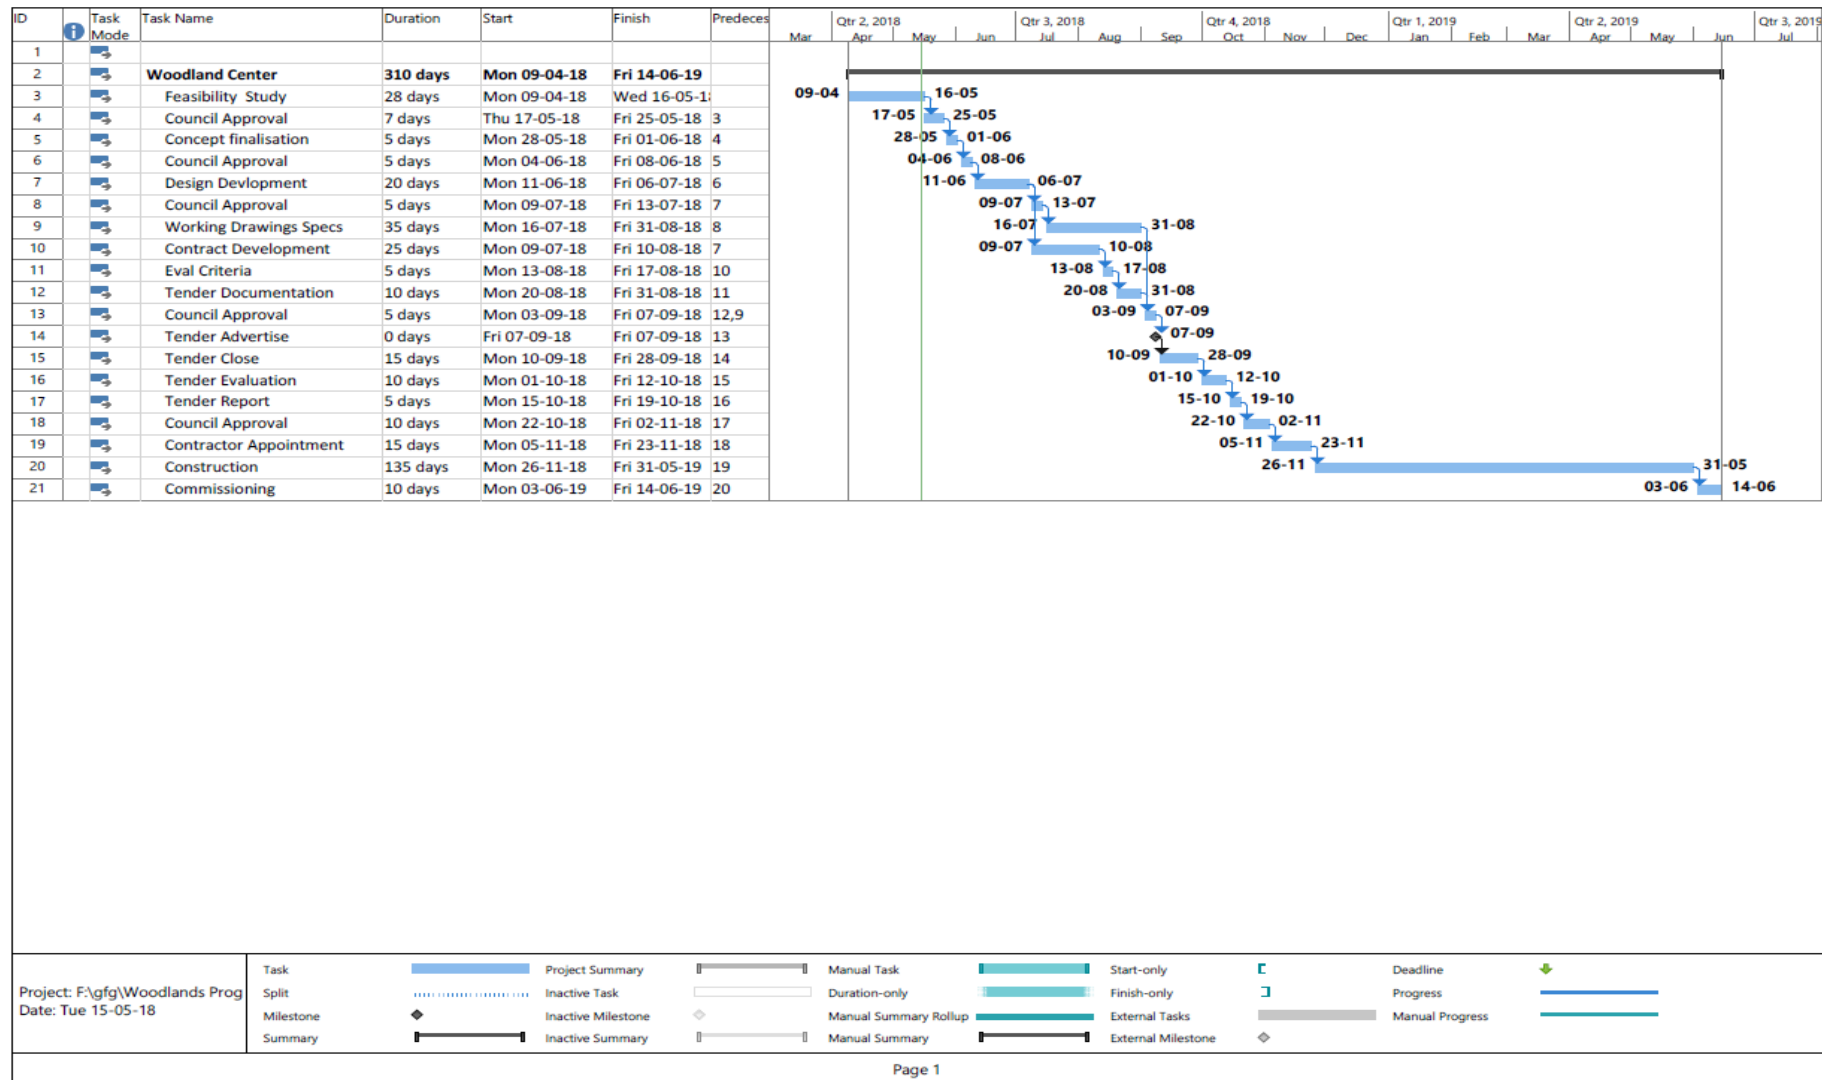 ID Task Mode Task Name Duration Start Finish Predeces
Qtr 2, 2018 Qtr 3, 2018 Qtr 4, 2018 Qtr 1, 2019 Qtr 2, 2019 Qtr 3, 2019
Mar Apr May Jun Jul Aug Sep Oct Nov Dec Jan Feb Mar Apr May Jun Jul
1
2 Woodland Center 310 days Mon 09-04-18 Fri 14-06-19
3 Feasibility Study 28 days Mon 09-04-18 Wed 16-05-1 09-04 16-05
4 Council Approval 7 days Thu 17-05-18 Fri 25-05-18 3 17-05 25-05
5 Concept finalisation 5 days Mon 28-05-18 Fri 01-06-18 4 28-05 01-06
6 Council Approval 5 days Mon 04-06-18 Fri 08-06-18 5 04-06 08-06
7 Design Devlopment 20 days Mon 11-06-18 Fri 06-07-18 6 11-06 06-07
8 Council Approval 5 days Mon 09-07-18 Fri 13-07-18 7 09-07 13-07
9 Working Drawings Specs 35 days Mon 16-07-18 Fri 31-08-18 8 16-07 31-08
10 Contract Development 25 days Mon 09-07-18 Fri 10-08-18 7 09-07 10-08
11 Eval Criteria 5 days Mon 13-08-18 Fri 17-08-18 10 13-08 17-08
12 Tender Documentation 10 days Mon 20-08-18 Fri 31-08-18 11 20-08 31-08
13 Council Approval 5 days Mon 03-09-18 Fri 07-09-18 12,9 03-09 07-09
14 Tender Advertise 0 days Fri 07-09-18 Fri 07-09-18 13 07-09
15 Tender Close 15 days Mon 10-09-18 Fri 28-09-18 14 10-09 28-09
16 Tender Evaluation 10 days Mon 01-10-18 Fri 12-10-18 15 01-10 12-10
17 Tender Report 5 days Mon 15-10-18 Fri 19-10-18 16 15-10 19-10
18 Council Approval 10 days Mon 22-10-18 Fri 02-11-18 17 22-10 02-11
19 Contractor Appointment 15 days Mon 05-11-18 Fri 23-11-18 18 05-11 23-11
20 Construction 135 days Mon 26-11-18 Fri 31-05-19 19 26-11 31-05
21 Commissioning 10 days Mon 03-06-19 Fri 14-06-19 20 03-06 14-06
Project: F:\gfg\Woodlands Prog
Date: Tue 15-05-18
Task Project Summary Manual Task Start-only Deadline
Split Inactive Task Duration-only Finish-only Progress
Milestone Inactive Milestone Manual Summary Rollup External Tasks Manual Progress
Summary Inactive Summary Manual Summary External Milestone
Page 1